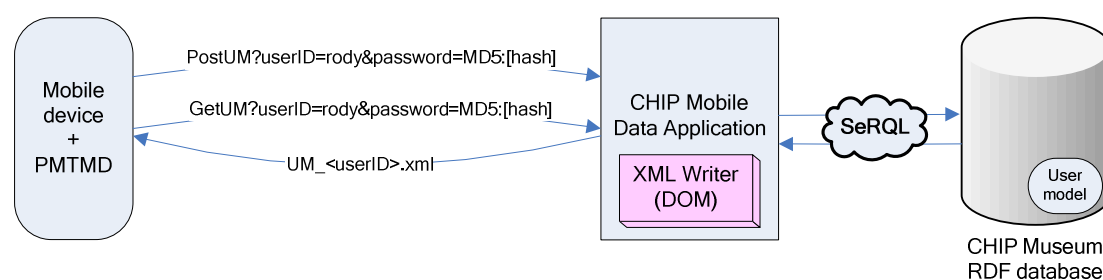 Mobile
device
+
PMTMD
PostUM?userID=rody&password=MD5:[hash]
GetUM?userID=rody&password=MD5:[hash]
UM_<userID>.xml
CHIP Mobile
Data Application
XML Writer
(DOM)
SeRQL
User
model
CHIP Museum
RDF database